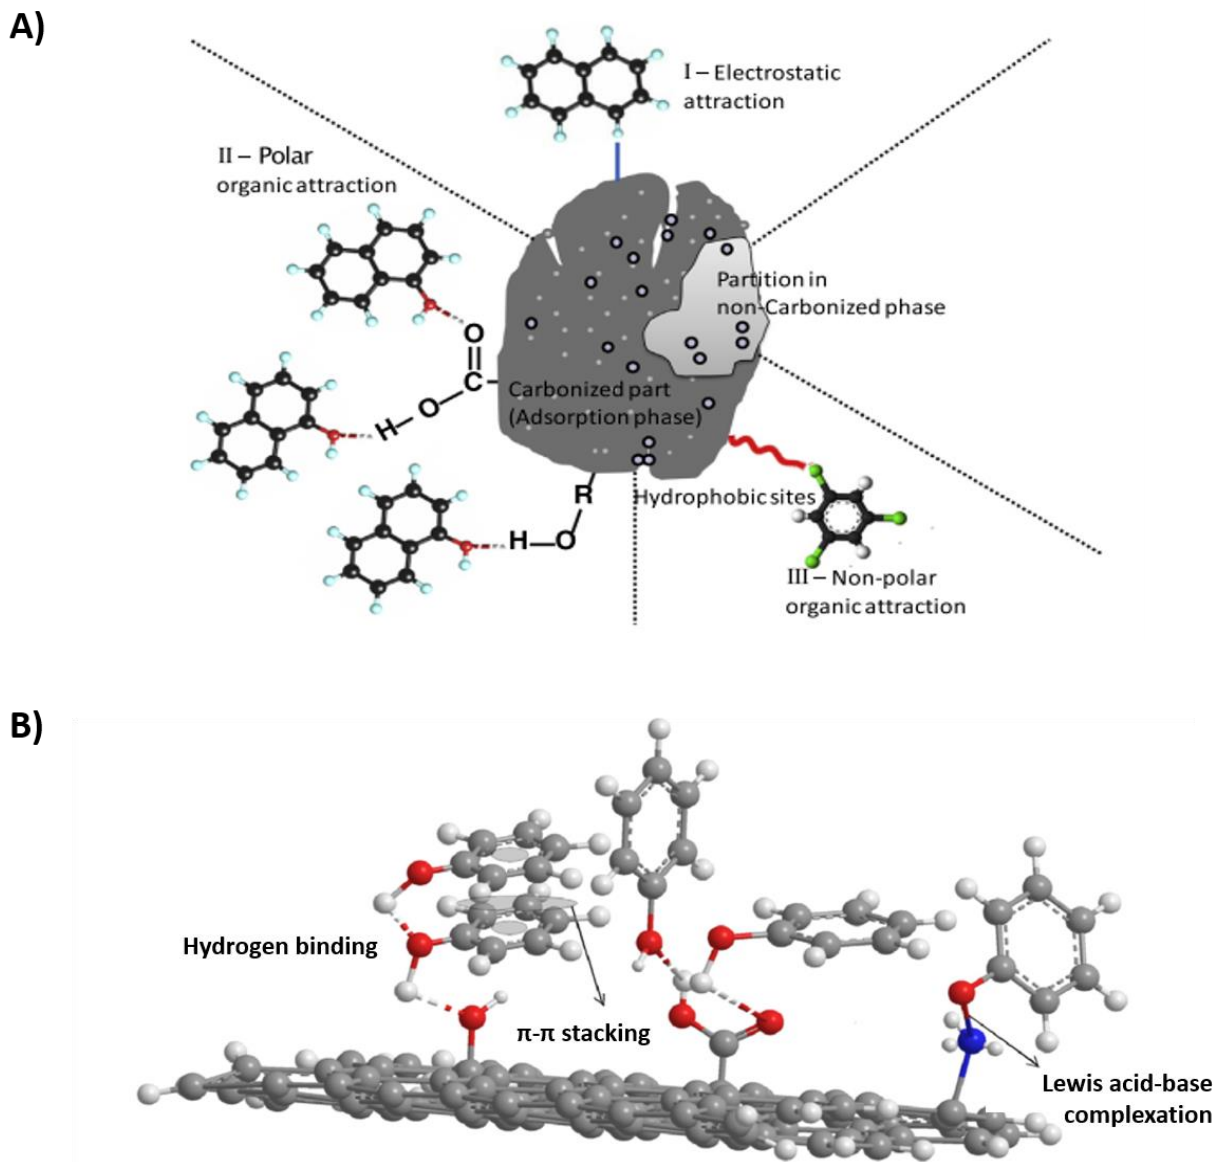 A)
I – Electrostatic
attraction
II – Polar
organic attraction
Partition in
non-Carbonized phase
O
C
Carbonized part
(Adsorption phase)
O
H
R
Hydrophobic sites
H
O
III – Non-polar
organic attraction
B)
Hydrogen binding
π-π stacking
Lewis acid-base
complexation